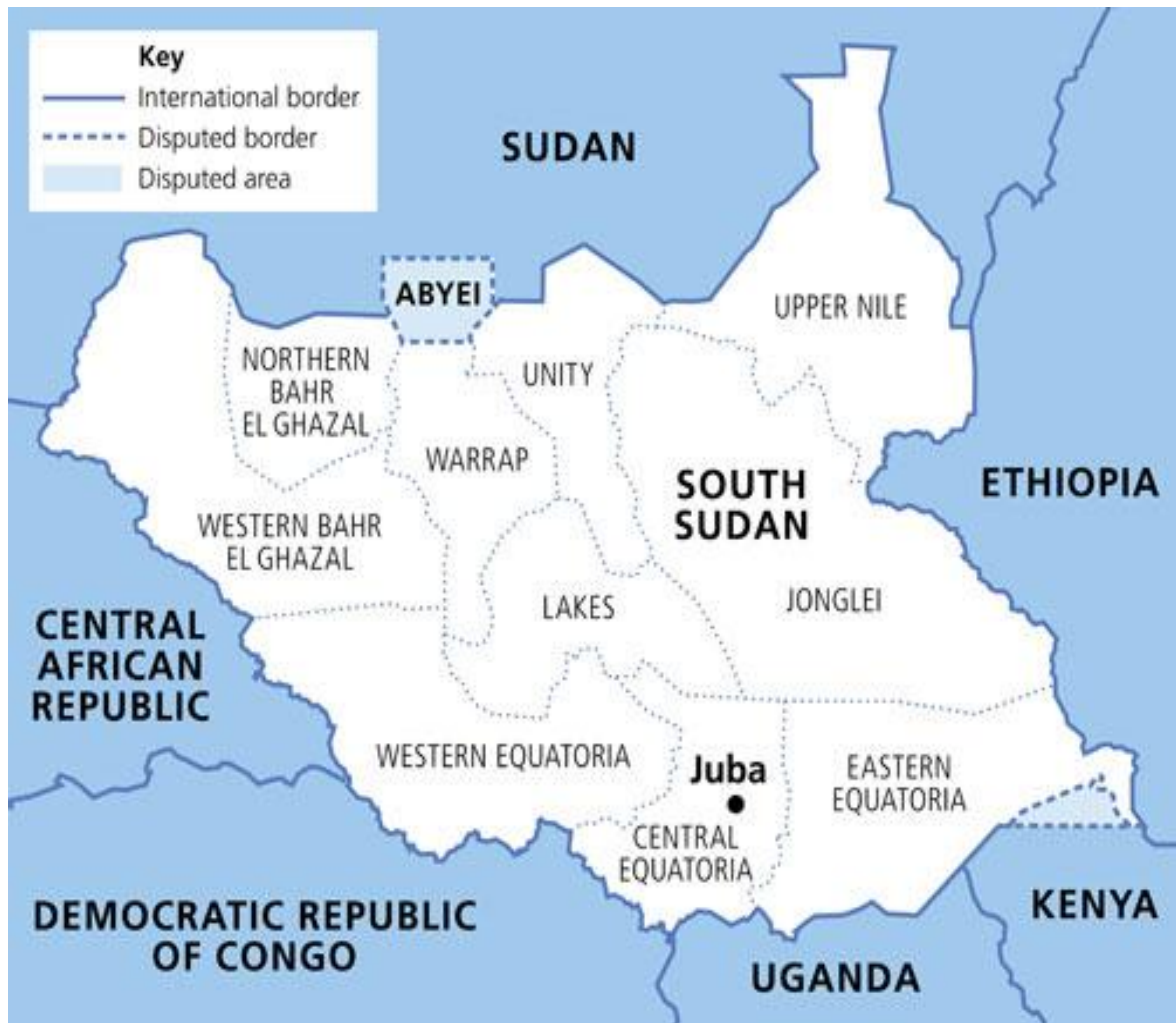 Key
International border
Disputed border
Disputed area
SUDAN
ABYEI
UPPER NILE
NORTHERN
BAHR
EL GHAZAL
UNITY
WARRAP
SOUTH
SUDAN
ETHIOPIA
WESTERN BAHR
EL GHAZAL
LAKES
JONGLEI
CENTRAL
AFRICAN
REPUBLIC
WESTERN EQUATORIA
Juba
EASTERN
EQUATORIA
CENTRAL
EQUATORIA
KENYA
DEMOCRATIC REPUBLIC
OF CONGO
UGANDA